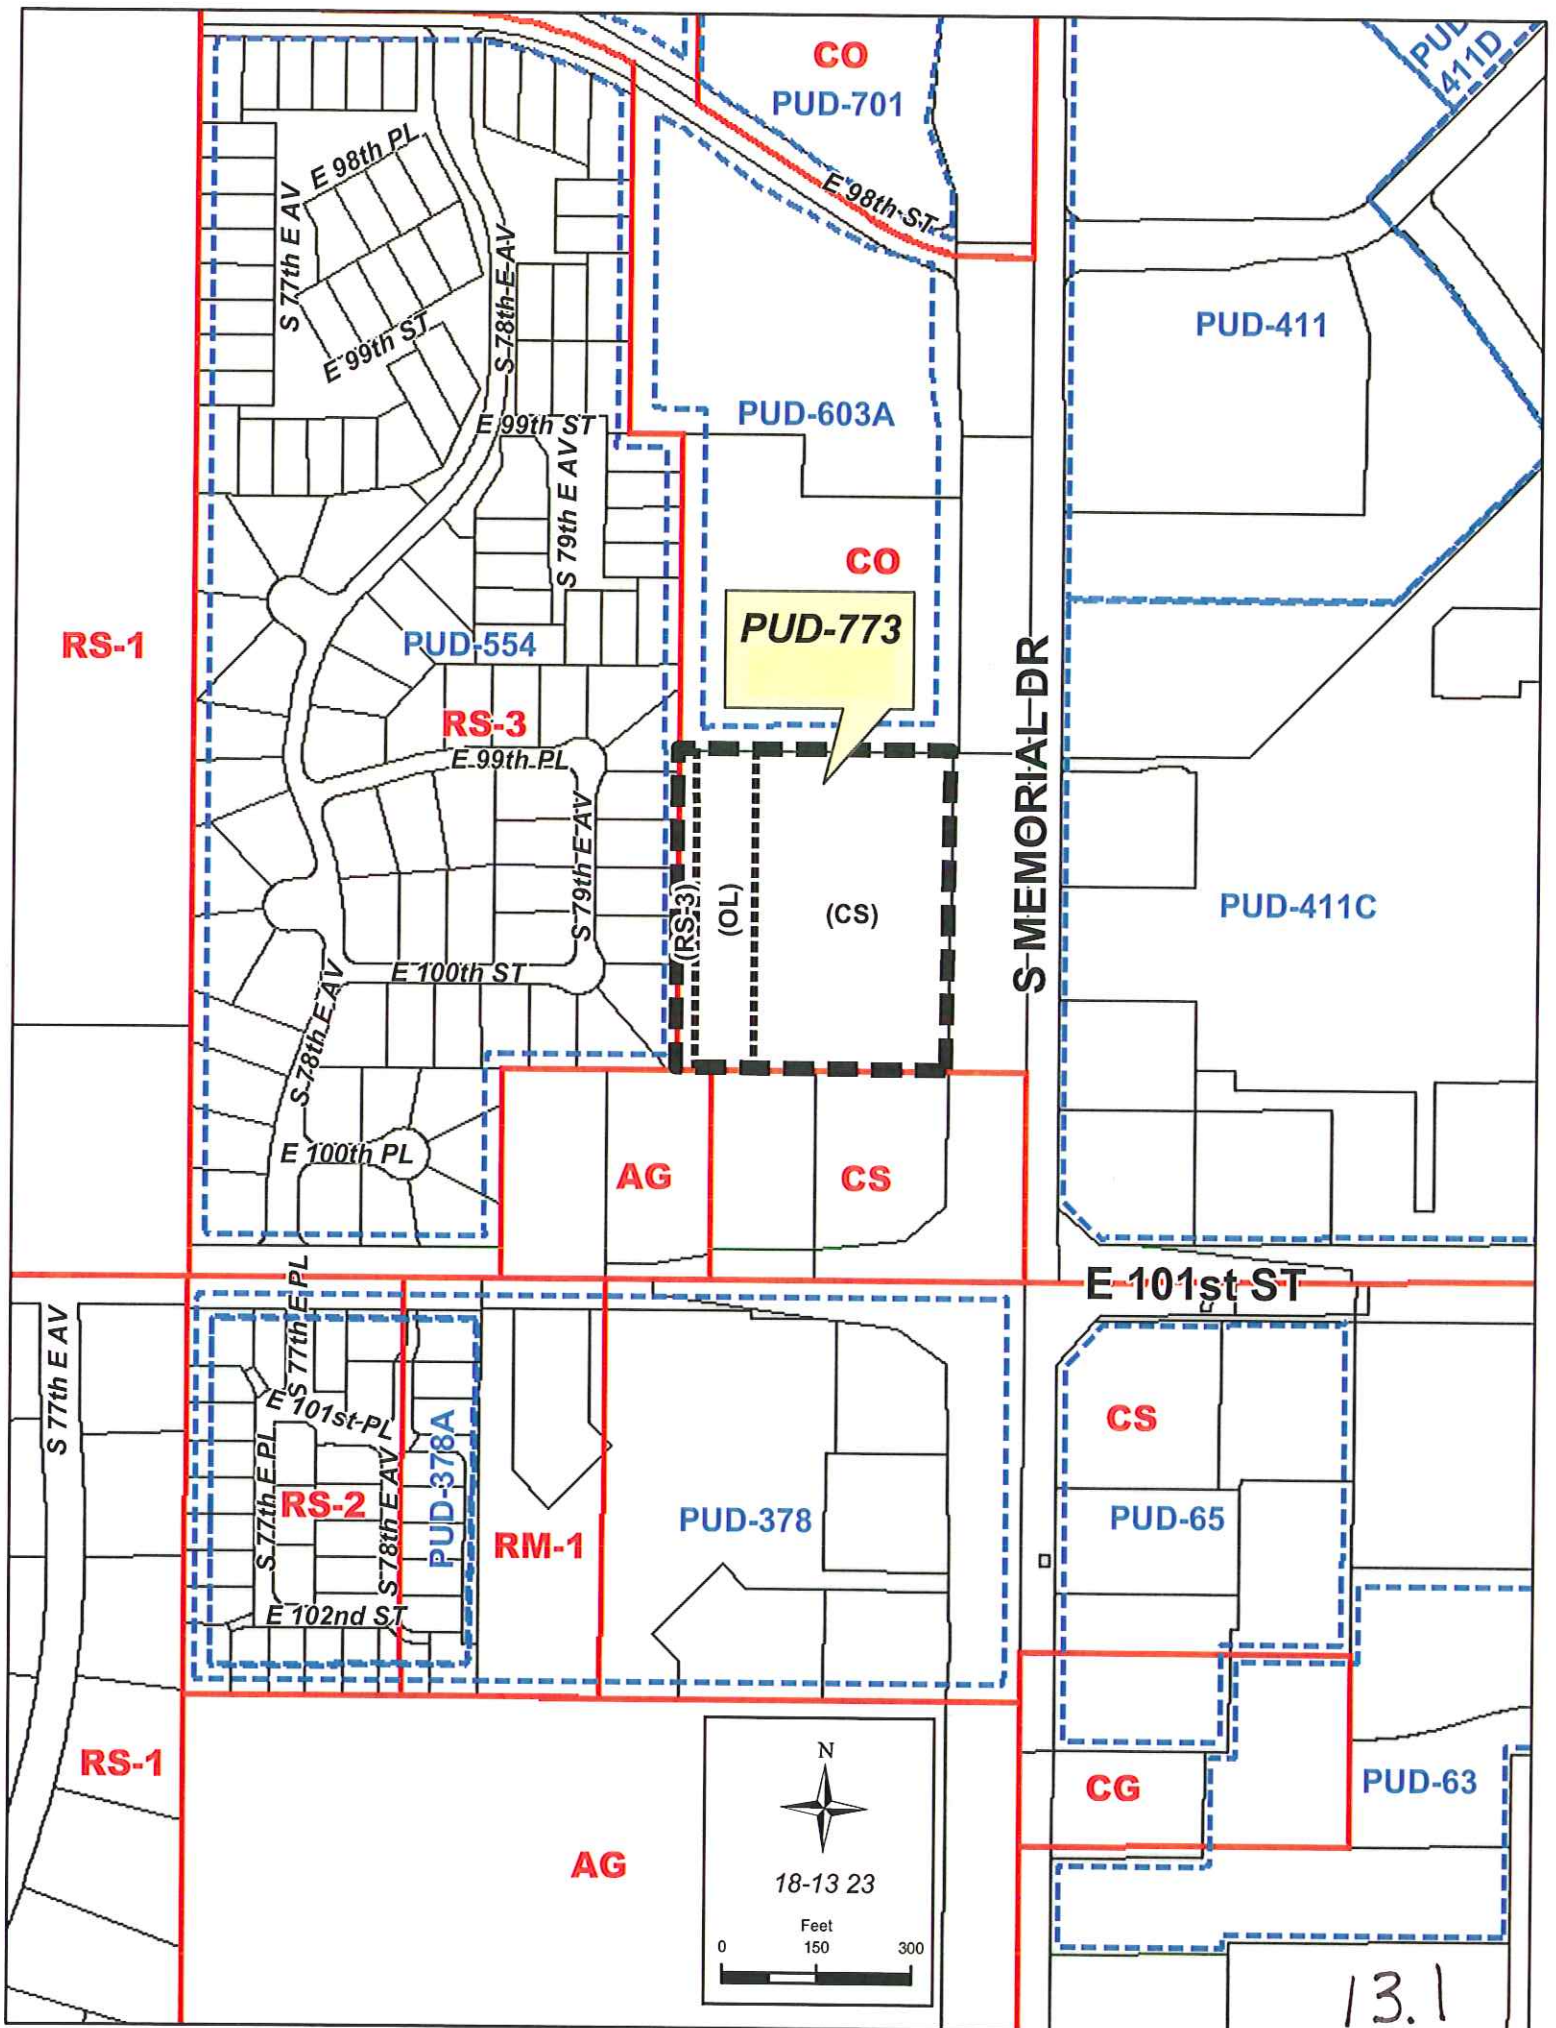 CO
PUD-701
PUD-
411D
E 98th PL
S 77th E AV
E 98th ST
S 78th E AV
E 99th ST
PUD-411
PUD-603A
E 99th ST
S 79th E AV
CO
PUD-773
RS-1
PUD-554
RS-3
E 99th PL
S 79th E AV
S MEMORIAL DR
(RS-3)
(OL)
(CS)
PUD-411C
E 100th ST
S 78th E AV
E 100th PL
AG
CS
E 101st ST
S 77th E AV
S 77th E PL
E 101st PL
S 77th E PL
RS-2
S 78th E AV
PUD-378A
RM-1
PUD-378
CS
PUD-65
E 102nd ST
RS-1
AG
N
18-13 23
Feet
0 150 300
CG
PUD-63
13.1